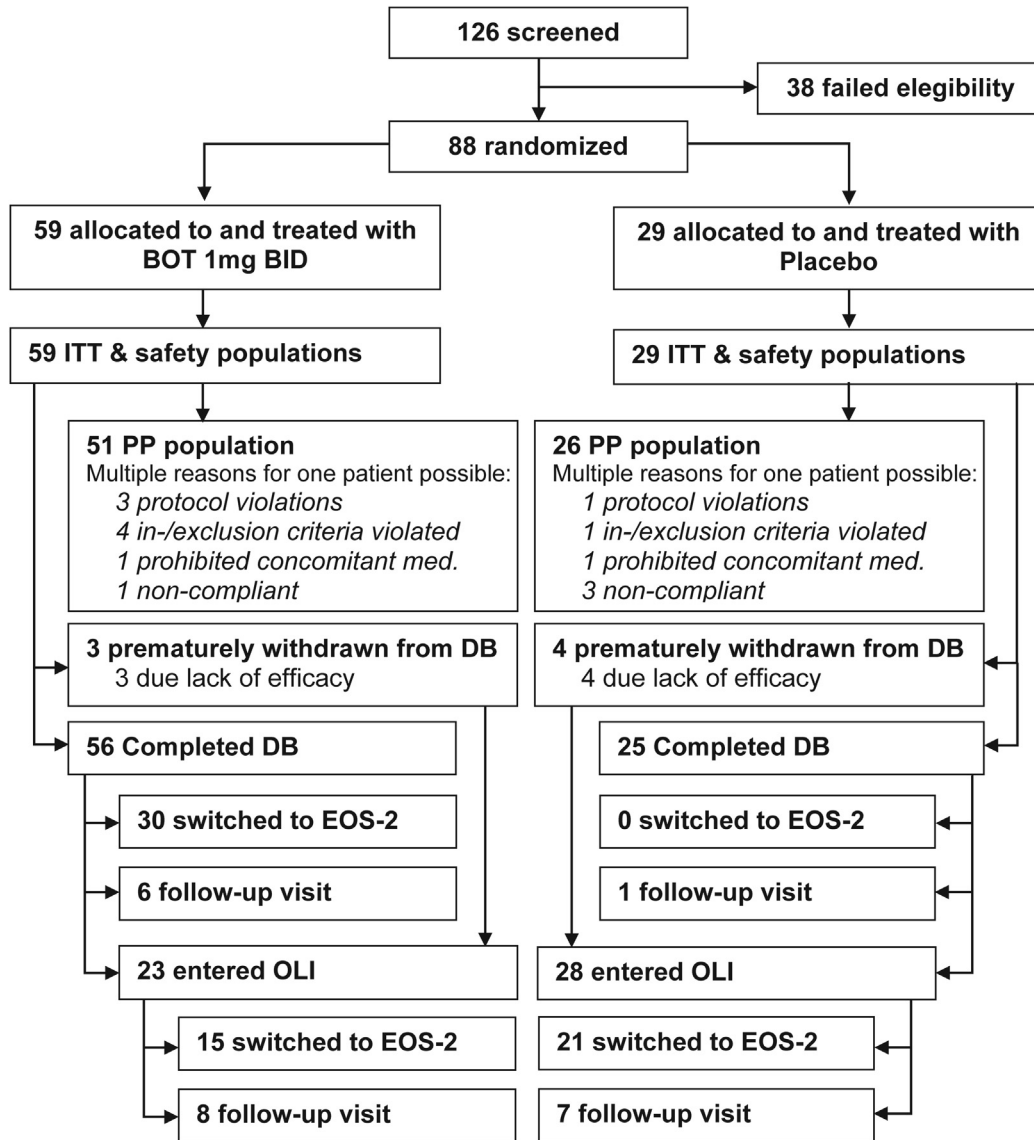 126 screened
38 failed elegibility
88 randomized
59 allocated to and treated with
BOT 1mg BID
29 allocated to and treated with
Placebo
59 ITT & safety populations
29 ITT & safety populations
51 PP population
Multiple reasons for one patient possible:
3 protocol violations
4 in-/exclusion criteria violated
1 prohibited concomitant med.
1 non-compliant
26 PP population
Multiple reasons for one patient possible:
1 protocol violations
1 in-/exclusion criteria violated
1 prohibited concomitant med.
3 non-compliant
3 prematurely withdrawn from DB
3 due lack of efficacy
4 prematurely withdrawn from DB
4 due lack of efficacy
56 Completed DB
25 Completed DB
30 switched to EOS-2
0 switched to EOS-2
6 follow-up visit
1 follow-up visit
23 entered OLI
28 entered OLI
15 switched to EOS-2
21 switched to EOS-2
8 follow-up visit
7 follow-up visit